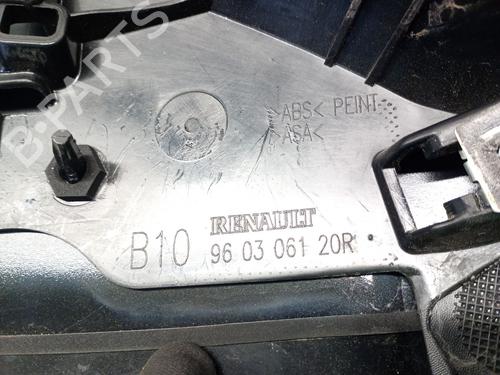 B-PARTS
>ABS< PEINT
>ASA<
RENAULT
B10 96 03 061 20R